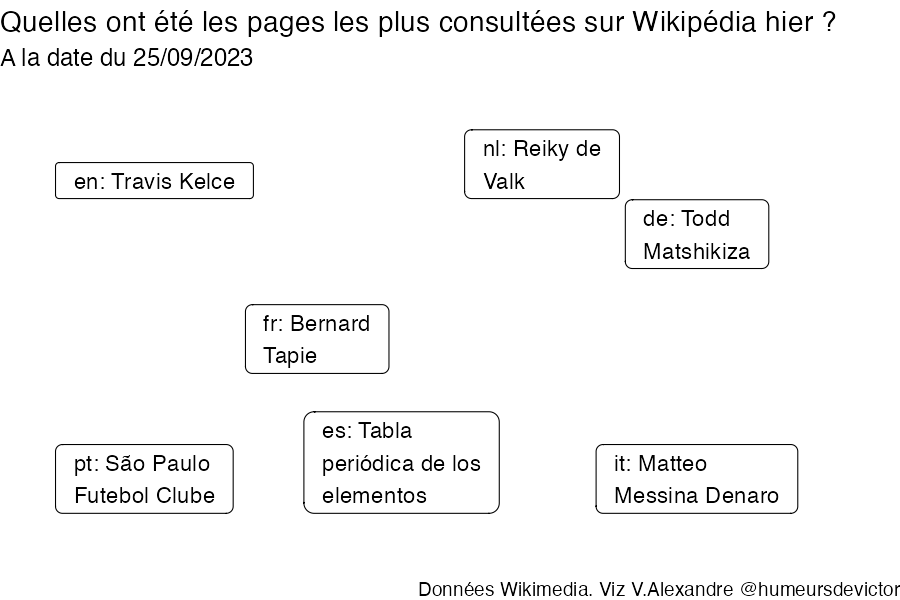 Quelles ont été les pages les plus consultées sur Wikipédia hier ?
A la date du 25/09/2023
nl: Reiky de
Valk
en: Travis Kelce
de: Todd
Matshikiza
fr: Bernard
Tapie
es: Tabla
periódica de los
elementos
pt: São Paulo
Futebol Clube
it: Matteo
Messina Denaro
Données Wikimedia. Viz V.Alexandre @humeursdevictor